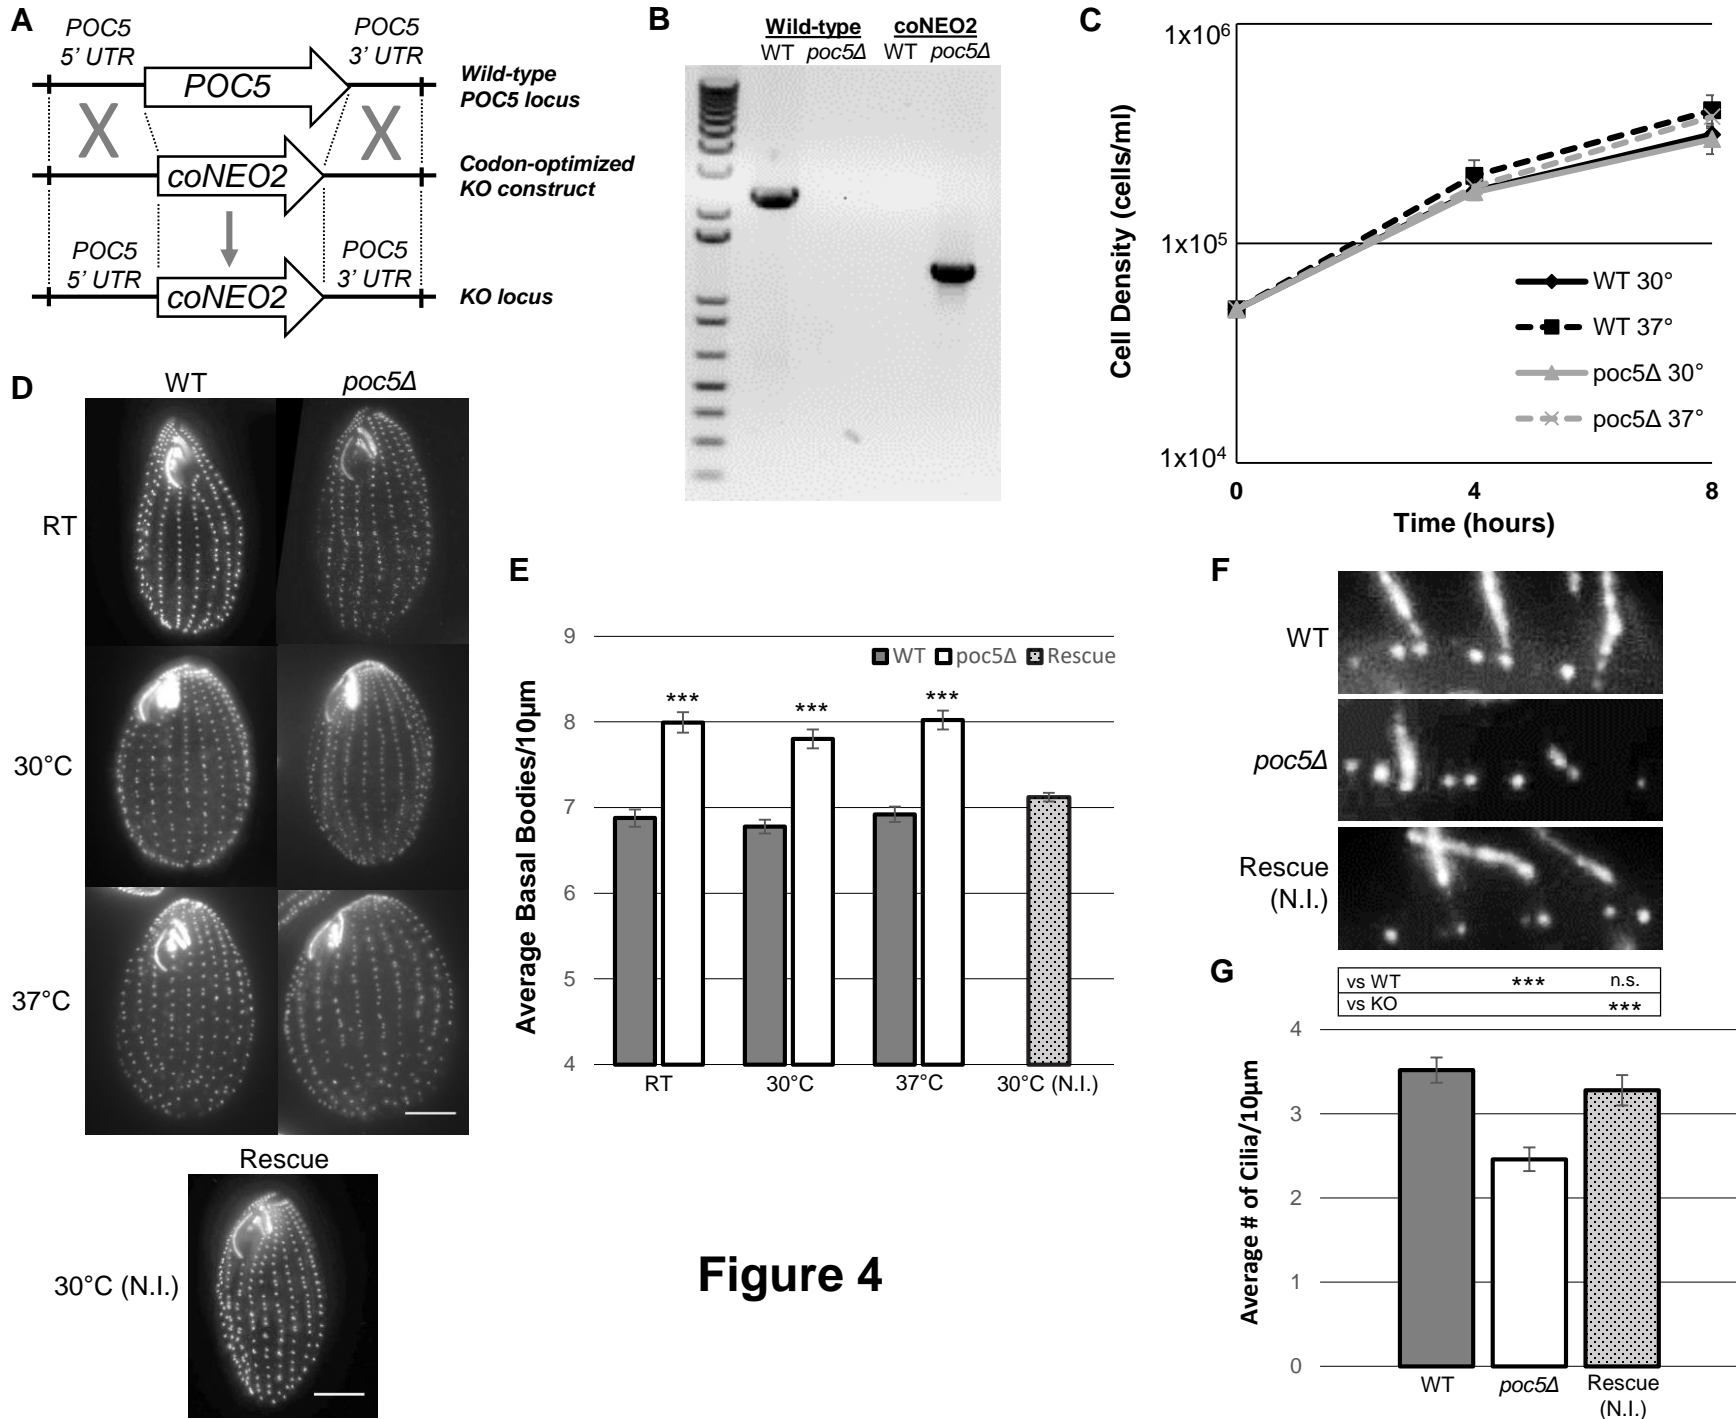 A
POC5
5’ UTR
POC5
3’ UTR
POC5
Wild-type
POC5 locus
coNEO2
Codon-optimized
KO construct
POC5
5’ UTR
POC5
3’ UTR
coNEO2
KO locus
B
Wild-type coNEO2
WT poc5Δ WT poc5Δ
C
Cell Density (cells/ml)
1x10⁶
1x10⁵
1x10⁴
WT 30°
WT 37°
poc5Δ 30°
poc5Δ 37°
0 4 8
Time (hours)
D
WT poc5Δ
RT
30°C
37°C
Rescue
30°C (N.I.)
E
Average Basal Bodies/10µm
9
8
7
6
5
4
WT poc5Δ Rescue
***
***
***
RT 30°C 37°C 30°C (N.I.)
F
WT
poc5Δ
Rescue
(N.I.)
G
vs WT *** n.s.
vs KO ***
Average # of Cilia/10µm
4
3
2
1
0
WT poc5Δ Rescue
(N.I.)
Figure 4